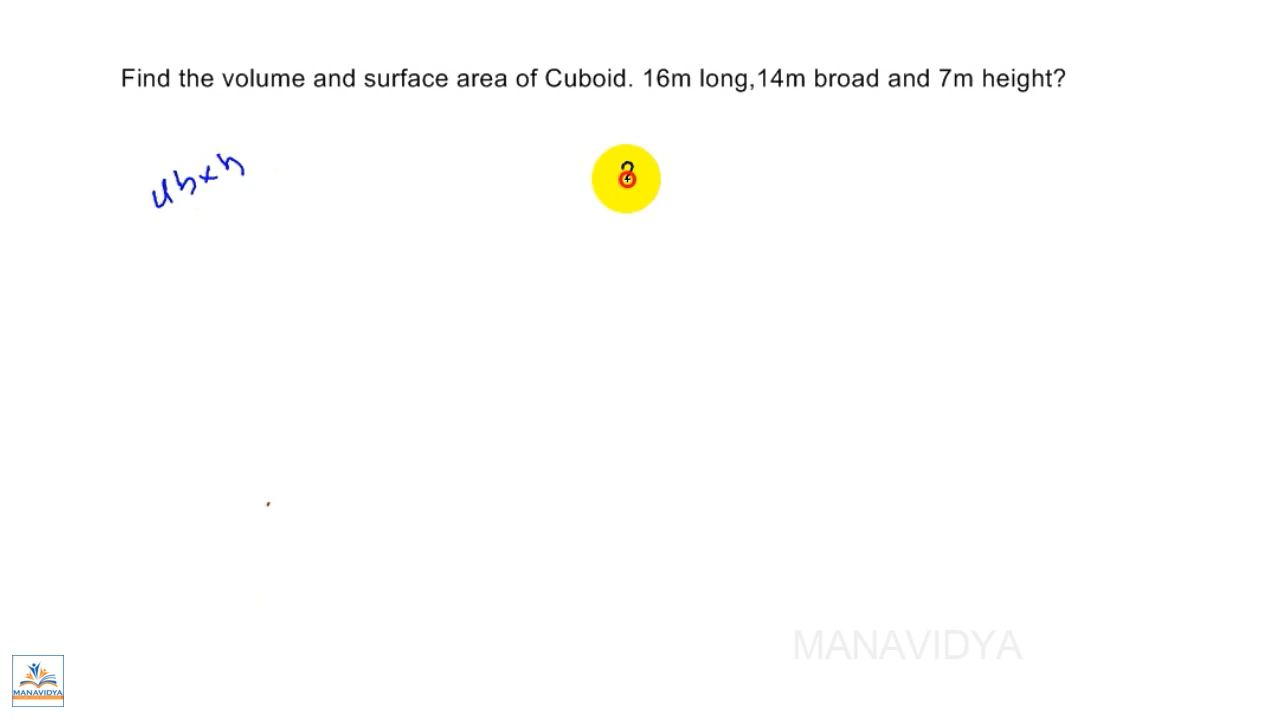 Find the volume and surface area of Cuboid. 16m long,14m broad and 7m height?
MANAVIDYA
MANAVIDYA